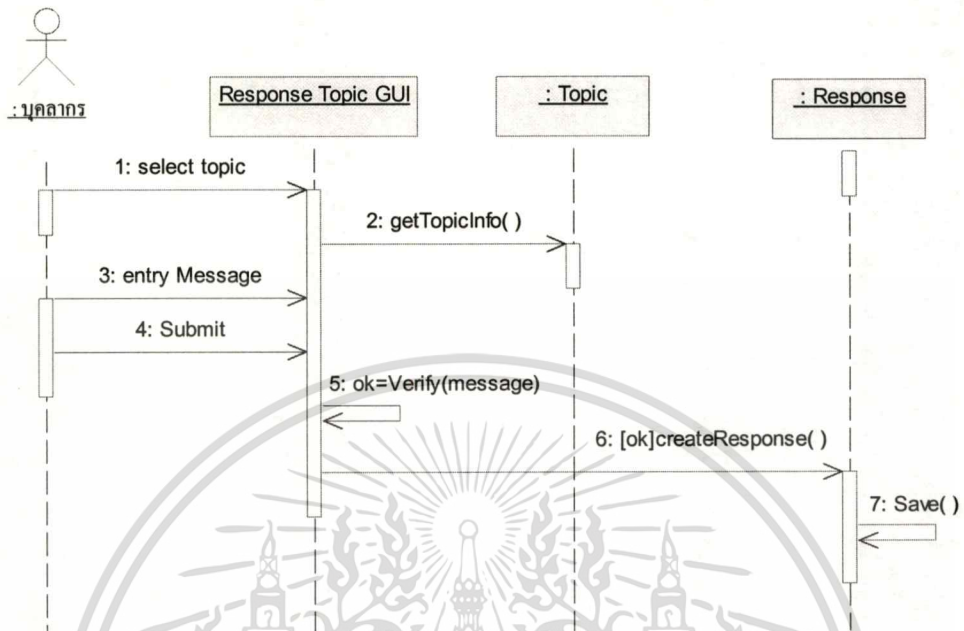 : บุคลากร
Response Topic GUI
: Topic
: Response
1: select topic
2: getTopicInfo( )
3: entry Message
4: Submit
5: ok=Verify(message)
6: [ok]createResponse( )
7: Save( )